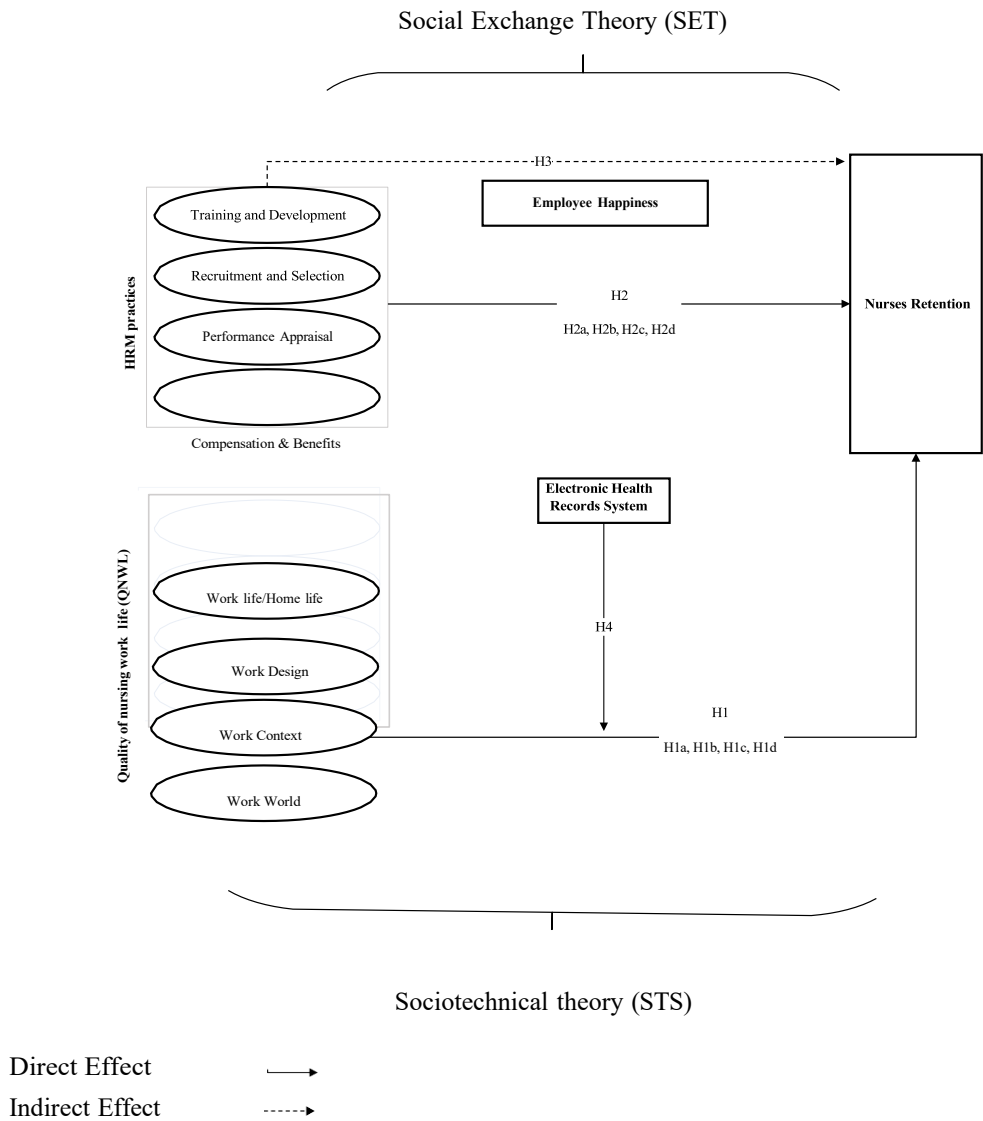 Social Exchange Theory (SET)
H3
Training and Development
Employee Happiness
Recruitment and Selection
HRM practices
H2
Nurses Retention
H2a, H2b, H2c, H2d
Performance Appraisal
Compensation & Benefits
Electronic Health
Records System
Quality of nursing work life (QNWL)
Work life/Home life
H4
Work Design
H1
Work Context
H1a, H1b, H1c, H1d
Work World
Sociotechnical theory (STS)
Direct Effect
Indirect Effect